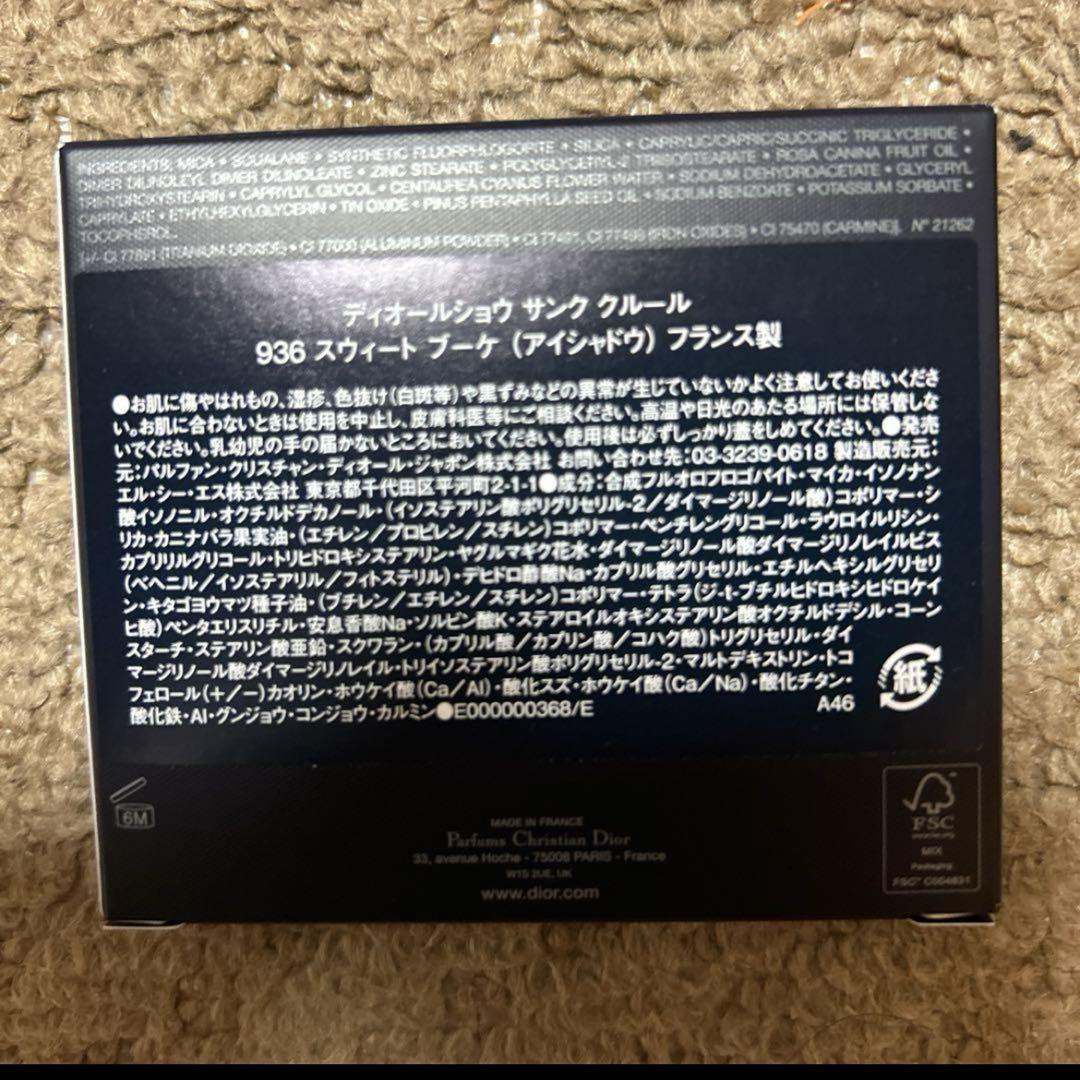 INGREDIENTS: MICA • SQUALANE • SYNTHETIC FLUORPHLOGOPITE • SILICA • CAPRYLIC/CAPRIC/SUCCINIC TRIGLYCERIDE •
DIMER DILINOLEYL DIMER DILINOLEATE • ZINC STEARATE • POLYGLYCERYL-2 TRIISOSTEARATE • ROSA CANINA FRUIT OIL •
TRIHYDROXYSTEARIN • CAPRYLYL GLYCOL • CENTAUREA CYANUS FLOWER WATER • SODIUM DEHYDROACETATE • GLYCERYL
CAPRYLATE • ETHYLHEXYLGLYCERIN • TIN OXIDE • PINUS PENTAPHYLLA SEED OIL • SODIUM BENZOATE • POTASSIUM SORBATE •
TOCOPHEROL
[+/- CI 77891 (TITANIUM DIOXIDE) • CI 77000 (ALUMINUM POWDER) • CI 77491, CI 77499 (IRON OXIDES) • CI 75470 (CARMINE)]. N° 21262
ディオールショウ サンク クルール
936 スウィート ブーケ (アイシャドウ) フランス製
●お肌に傷やはれもの、湿疹、色抜け(白斑等)や黒ずみなどの異常が生じていないかよく注意してお使いくださ
い。お肌に合わないときは使用を中止し、皮膚科医等にご相談ください。高温や日光のあたる場所には保管しな
いでください。乳幼児の手の届かないところにおいてください。使用後は必ずしっかり蓋をしめてください。●発売
元:パルファン・クリスチャン・ディオール・ジャポン株式会社 お問い合わせ先:03-3239-0618 製造販売元:
エル・シー・エス株式会社 東京都千代田区平河町2-1-1●成分:合成フルオロフロゴパイト・マイカ・イソノナン
酸イソノニル・オクチルドデカノール・(イソステアリン酸ポリグリセリル-2/ダイマージリノール酸)コポリマー・シ
リカ・カニナバラ果実油・(エチレン/プロピレン/スチレン)コポリマー・ペンチレングリコール・ラウロイルリシン・
カプリリルグリコール・トリヒドロキシステアリン・ヤグルマギク花水・ダイマージリノール酸ダイマージリノレイルビス
(ベヘニル/イソステアリル/フィトステリル)・デヒドロ酢酸Na・カプリル酸グリセリル・エチルヘキシルグリセリ
ン・キタゴヨウマツ種子油・(ブチレン/エチレン/スチレン)コポリマー・テトラ(ジ-t-ブチルヒドロキシヒドロケイ
ヒ酸)ペンタエリスリチル・安息香酸Na・ソルビン酸K・ステアロイルオキシステアリン酸オクチルドデシル・コーン
スターチ・ステアリン酸亜鉛・スクワラン・(カプリル酸/カプリン酸/コハク酸)トリグリセリル・ダイ
マージリノール酸ダイマージリノレイル・トリイソステアリン酸ポリグリセリル-2・マルトデキストリン・トコ
フェロール(+/-)カオリン・ホウケイ酸(Ca/Al)・酸化スズ・ホウケイ酸(Ca/Na)・酸化チタン・
酸化鉄・Al・グンジョウ・コンジョウ・カルミン●E000000368/E
紙
A46
6M
MADE IN FRANCE
Parfums Christian Dior
33, avenue Hoche - 75008 PARIS - France
W1S 2UE, UK
www.dior.com
FSC
MIX
Packaging
FSC™ C004831